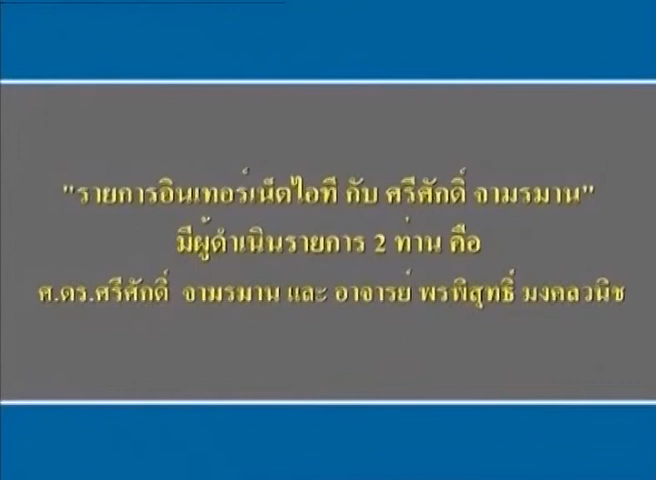 "รายการอินเทอร์เน็ตไอที กับ ศรีศักดิ์ จามรมาน"
มีผู้ดำเนินรายการ 2 ท่าน คือ
ศ.ดร.ศรีศักดิ์ จามรมาน และ อาจารย์ พรพิสุทธิ์ มงคลวนิช